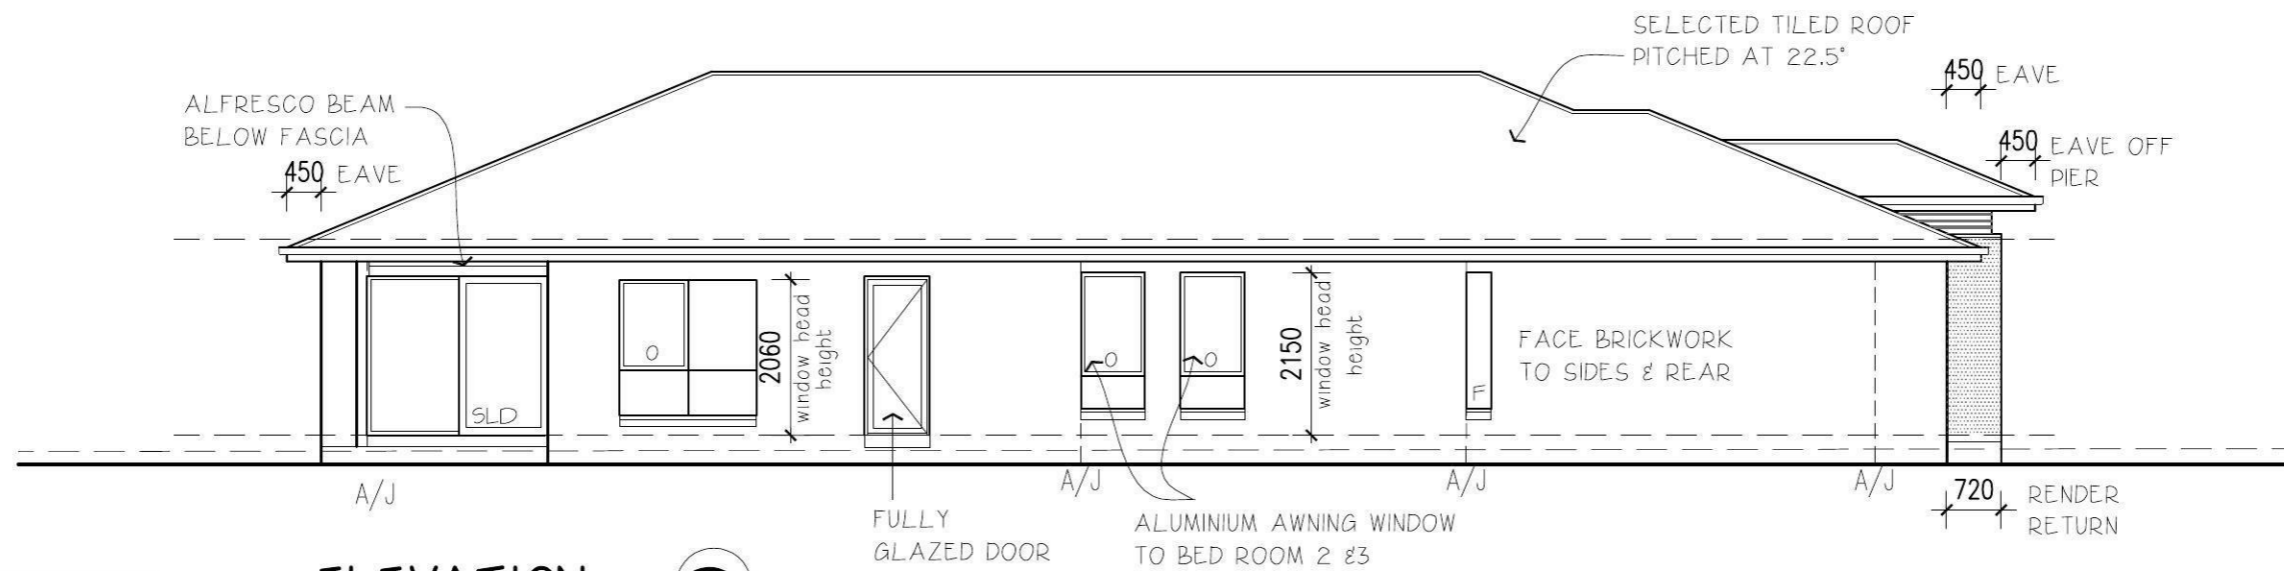 SELECTED TILED ROOF
PITCHED AT 22.5°
450 EAVE
ALFRESCO BEAM
BELOW FASCIA
450 EAVE OFF
PIER
450 EAVE
O
2060
window head
height
O
O
2150
window head
height
FACE BRICKWORK
TO SIDES & REAR
F
SLD
A/J
A/J
A/J
A/J
720 RENDER
RETURN
FULLY
GLAZED DOOR
ALUMINIUM AWNING WINDOW
TO BED ROOM 2 &3
ELEVATION